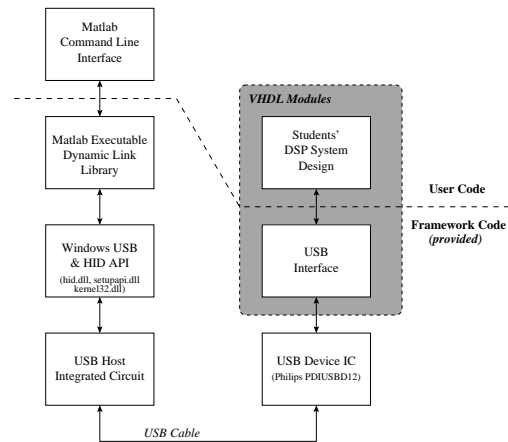 Matlab
Command Line
Interface
Matlab Executable
Dynamic Link
Library
Windows USB
& HID API
(hid.dll, setupapi.dll
kernel32.dll)
USB Host
Integrated Circuit
VHDL Modules
Students'
DSP System
Design
USB
Interface
USB Device IC
(Philips PDIUSBD12)
User Code
Framework Code
(provided)
USB Cable